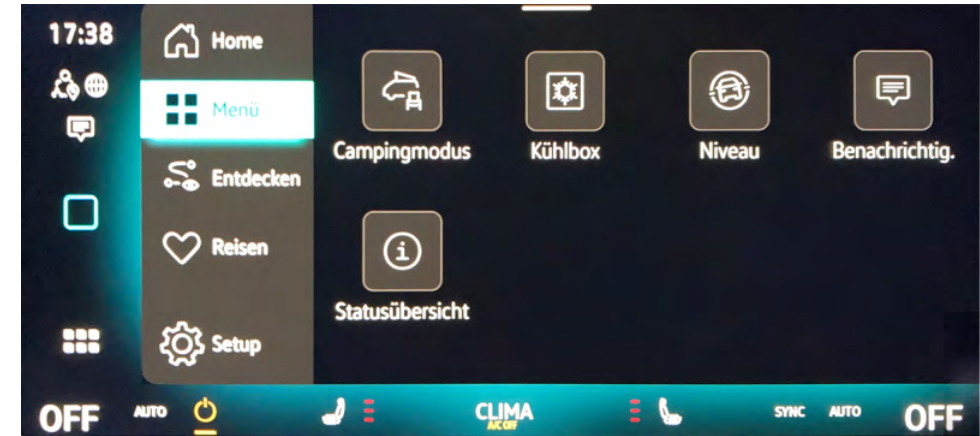 17:38
Home
Menü
Entdecken
Reisen
Setup
Campingmodus
Kühlbox
Niveau
Benachrichtig.
Statusübersicht
OFF
AUTO
CLIMA
A/C OFF
SYNC
AUTO
OFF